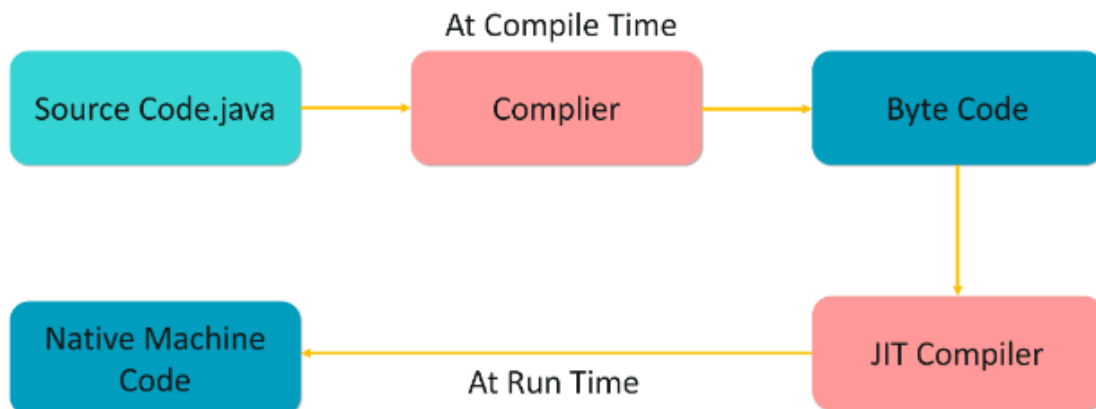 At Compile Time
Source Code.java
Complier
Byte Code
Native Machine
Code
At Run Time
JIT Compiler